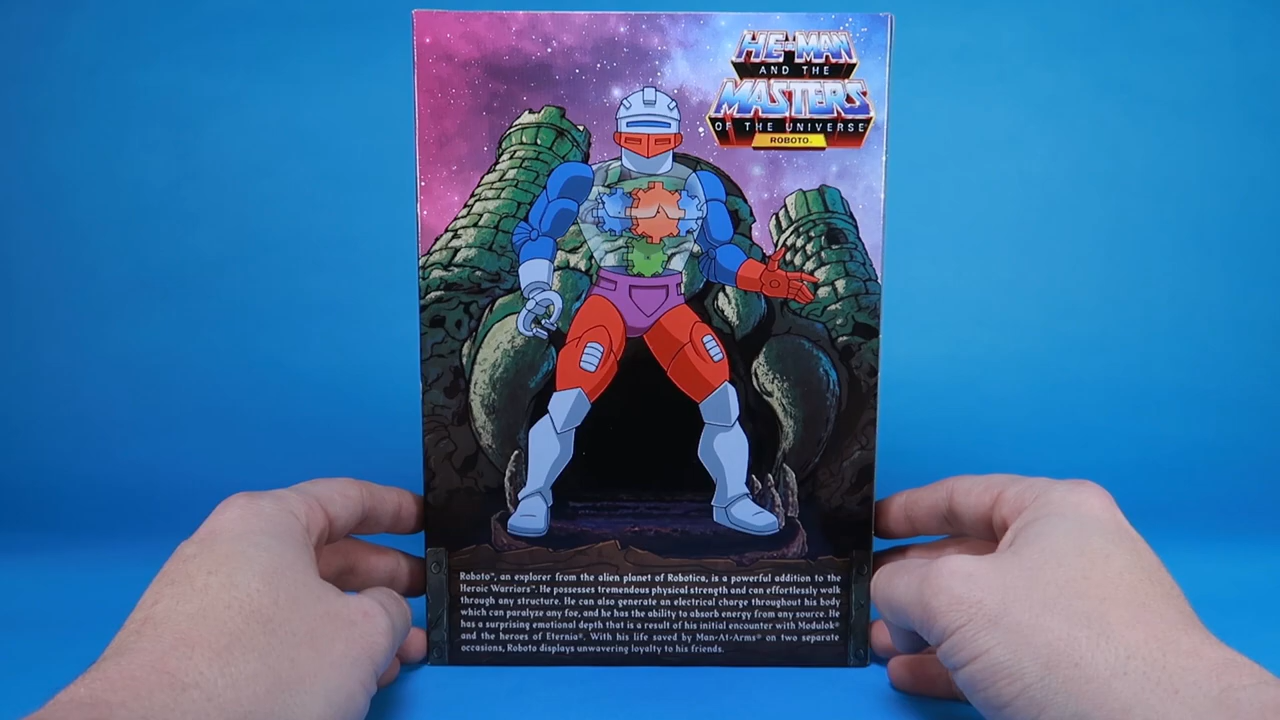 HE-MAN
AND THE
MASTERS
OF THE UNIVERSE
ROBOTO™
Roboto™, an explorer from the alien planet of Robotica, is a powerful addition to the
Heroic Warriors™. He possesses tremendous physical strength and can effortlessly walk
through any structure. He can also generate an electrical charge throughout his body
which can paralyze any foe, and he has the ability to absorb energy from any source. He
has a surprising emotional depth that is a result of his initial encounter with Modulok®
and the heroes of Eternia®. With his life saved by Man-At-Arms® on two separate
occasions, Roboto displays unwavering loyalty to his friends.